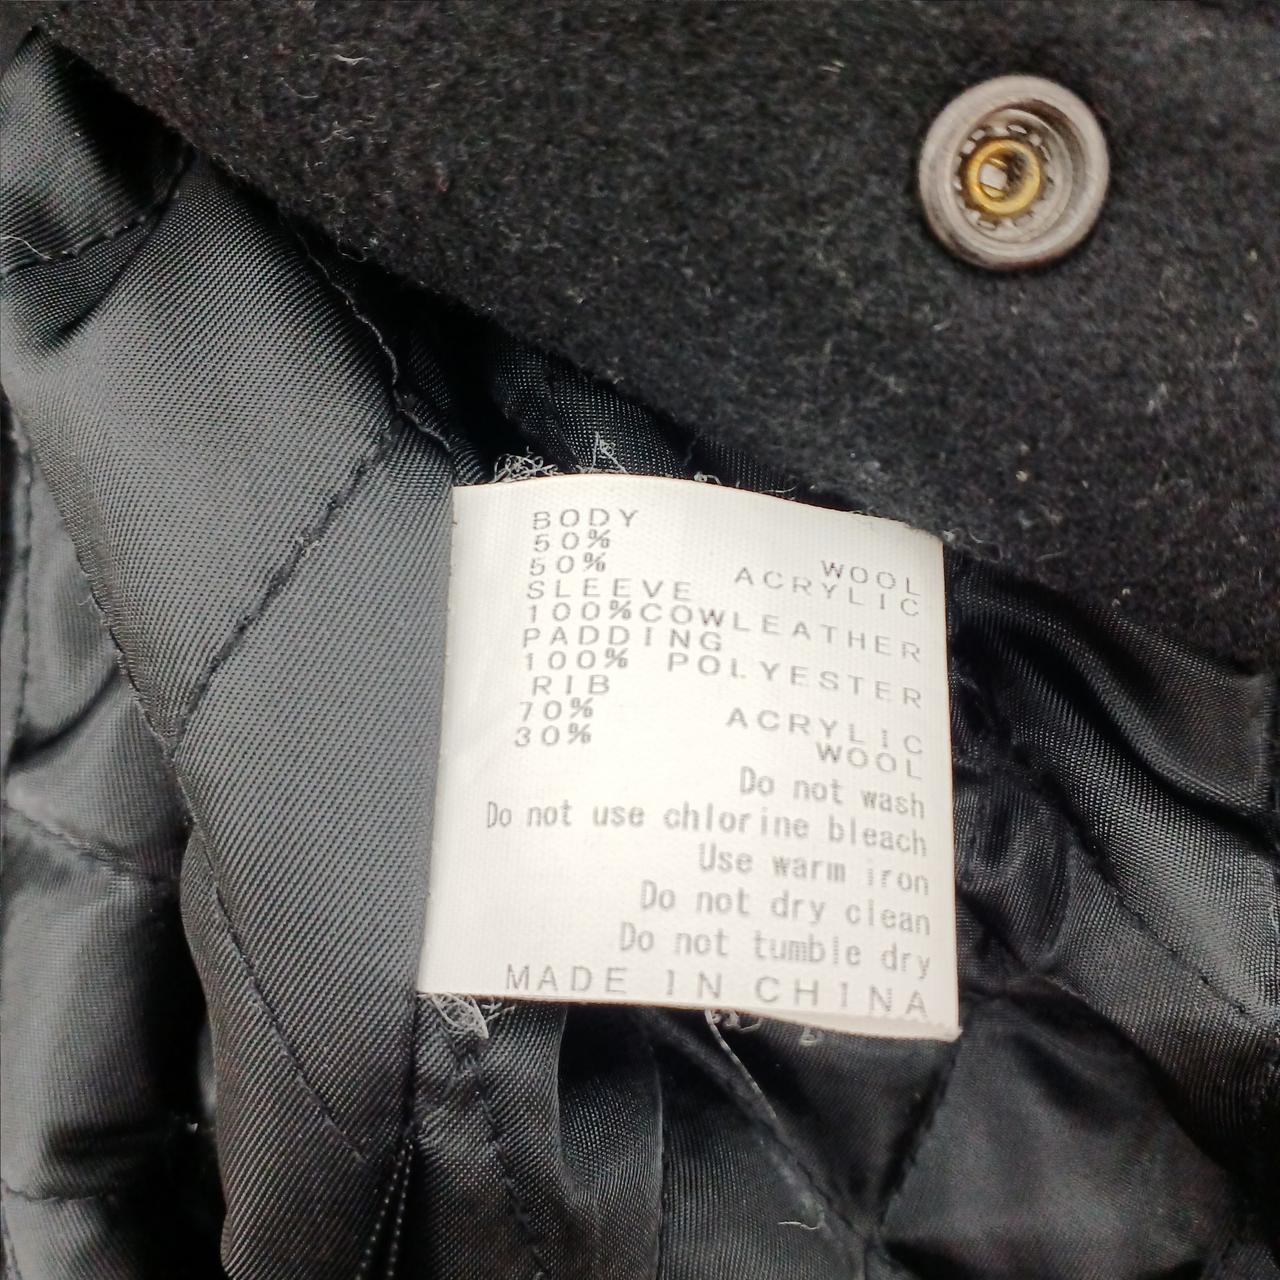 BODY
50% WOOL
50% ACRYLIC
SLEEVE
100%COWLEATHER
PADDING
100% POLYESTER
RIB
70% ACRYLIC
30% WOOL
Do not wash
Do not use chlorine bleach
Use warm iron
Do not dry clean
Do not tumble dry
MADE IN CHINA